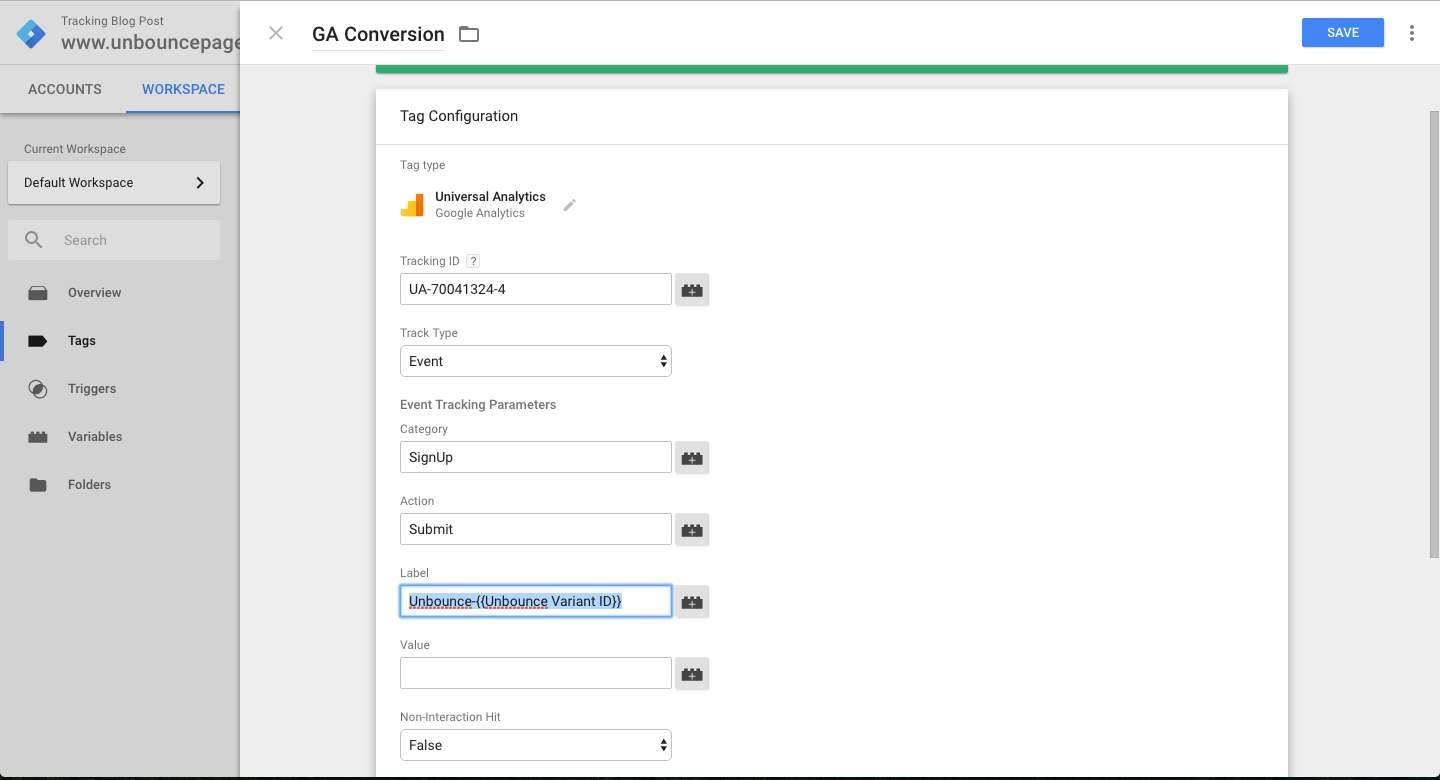 Tracking Blog Post
www.unbouncepage
GA Conversion
SAVE
ACCOUNTS
WORKSPACE
Current Workspace
Default Workspace
Search
Overview
Tags
Triggers
Variables
Folders
Tag Configuration
Tag type
Universal Analytics
Google Analytics
Tracking ID ?
UA-70041324-4
Track Type
Event
Event Tracking Parameters
Category
SignUp
Action
Submit
Label
Unbounce-{{Unbounce Variant ID}}
Value
Non-Interaction Hit
False